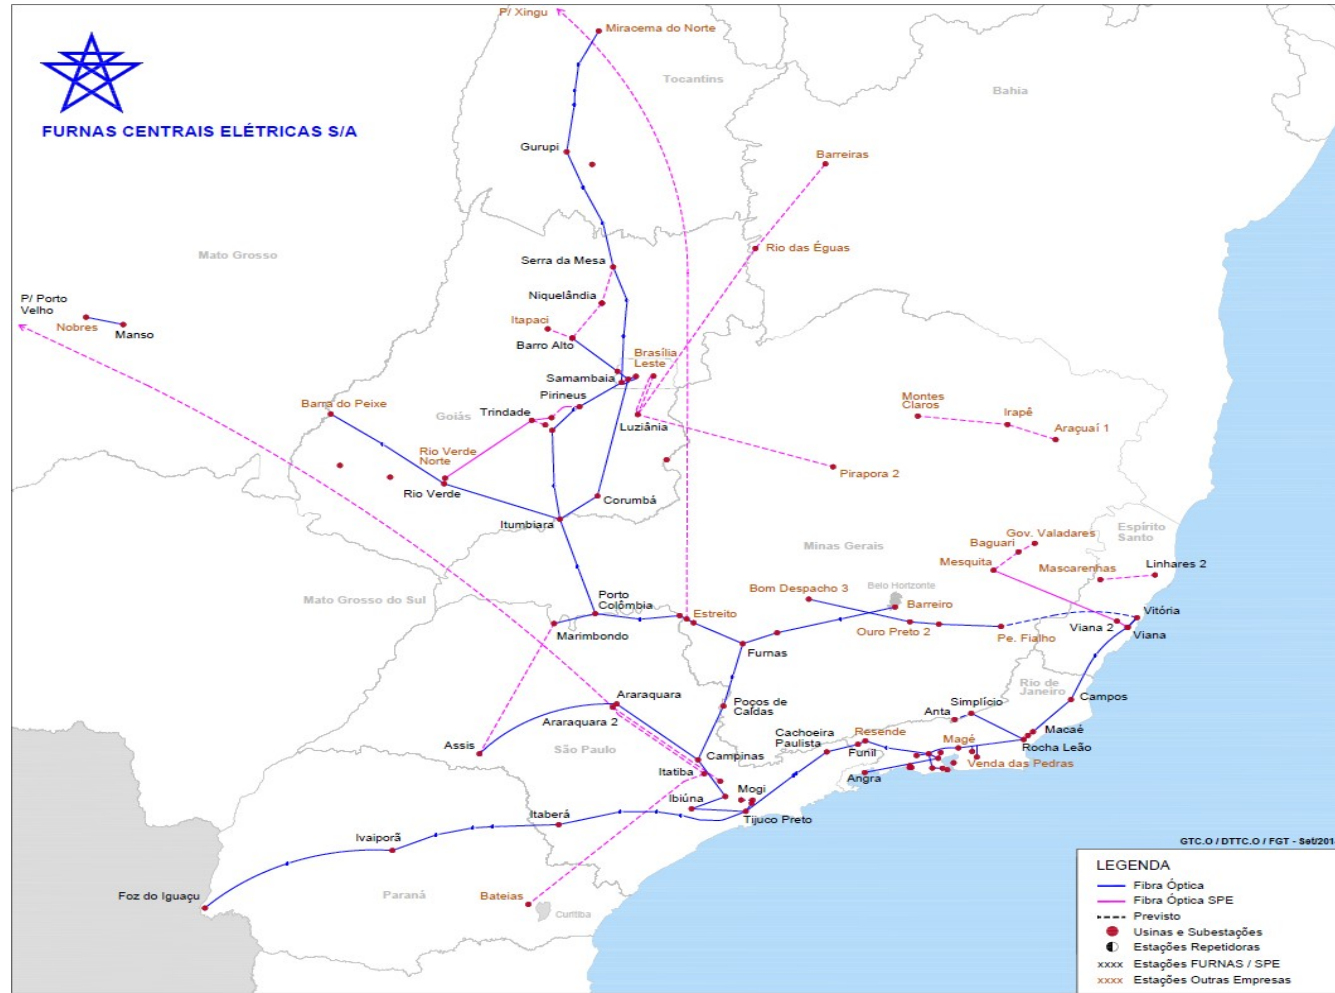 P/ Xingu
Miracema do Norte
Tocantins
Bahia
FURNAS CENTRAIS ELÉTRICAS S/A
Gurupi
Barreiras
Mato Grosso
Rio das Éguas
Serra da Mesa
P/ Porto
Velho
Nobres
Manso
Niquelândia
Itapaci
Barro Alto
Brasília
Leste
Samambaia
Pirineus
Barra do Peixe
Goiás
Trindade
Luziânia
Montes
Claros
Irapê
Araçuaí 1
Rio Verde
Norte
Rio Verde
Pirapora 2
Corumbá
Itumbiara
Espírito
Santo
Minas Gerais
Gov. Valadares
Baguari
Mesquita
Mascarenhas
Linhares 2
Mato Grosso do Sul
Porto
Colômbia
Bom Despacho 3
Belo Horizonte
Barreiro
Estreito
Marimbondo
Furnas
Ouro Preto 2
Pe. Fialho
Vitória
Viana 2
Viana
Rio de
Janeiro
Araraquara
Araraquara 2
Poços de
Caldas
Simplício
Anta
Campos
Assis
São Paulo
Cachoeira
Paulista
Resende
Funil
Magé
Macaé
Rocha Leão
Campinas
Itatiba
Venda das Pedras
Angra
Mogi
Ibiúna
Itaberá
Tijuco Preto
Ivaiporã
Foz do Iguaçu
Paraná
Bateias
Curitiba
GTC.O / DTTC.O / FGT - Set/201
LEGENDA
Fibra Óptica
Fibra Óptica SPE
Previsto
Usinas e Subestações
Estações Repetidoras
xxxx Estações FURNAS / SPE
xxxx Estações Outras Empresas